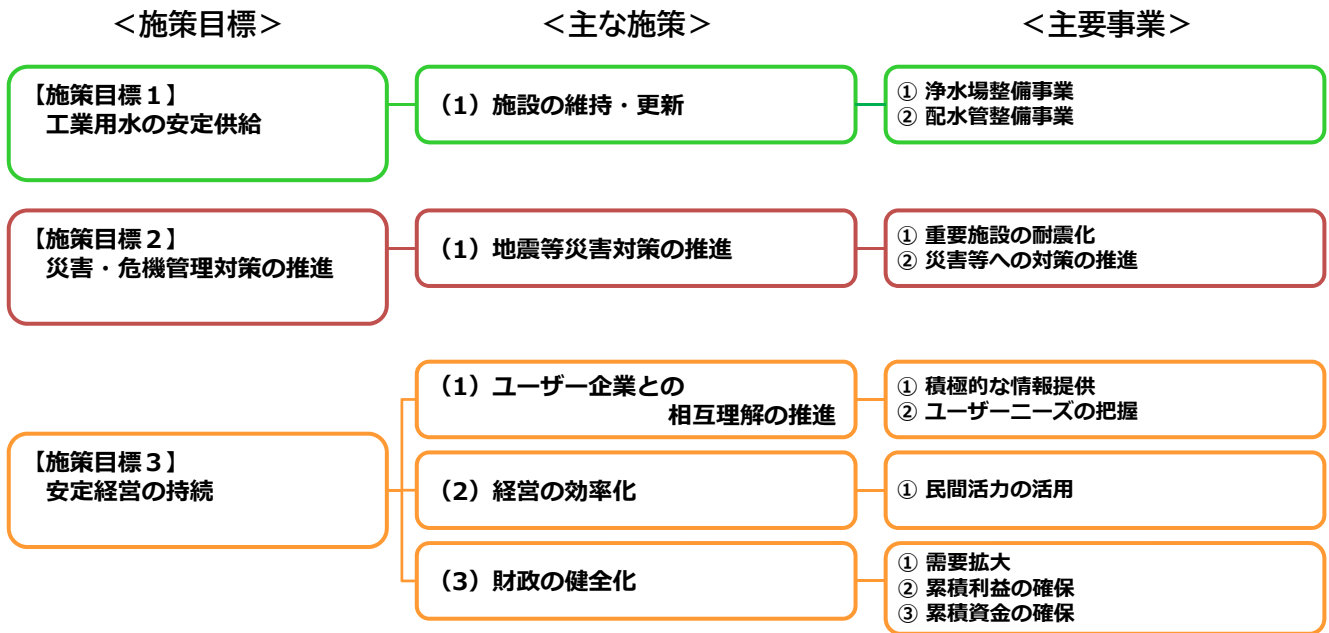 ＜施策目標＞
＜主な施策＞
＜主要事業＞
【施策目標１】
工業用水の安定供給
（1）施設の維持・更新
① 浄水場整備事業
② 配水管整備事業
【施策目標２】
災害・危機管理対策の推進
（1）地震等災害対策の推進
① 重要施設の耐震化
② 災害等への対策の推進
【施策目標３】
安定経営の持続
（1）ユーザー企業との
相互理解の推進
① 積極的な情報提供
② ユーザーニーズの把握
（2）経営の効率化
① 民間活力の活用
（3）財政の健全化
① 需要拡大
② 累積利益の確保
③ 累積資金の確保